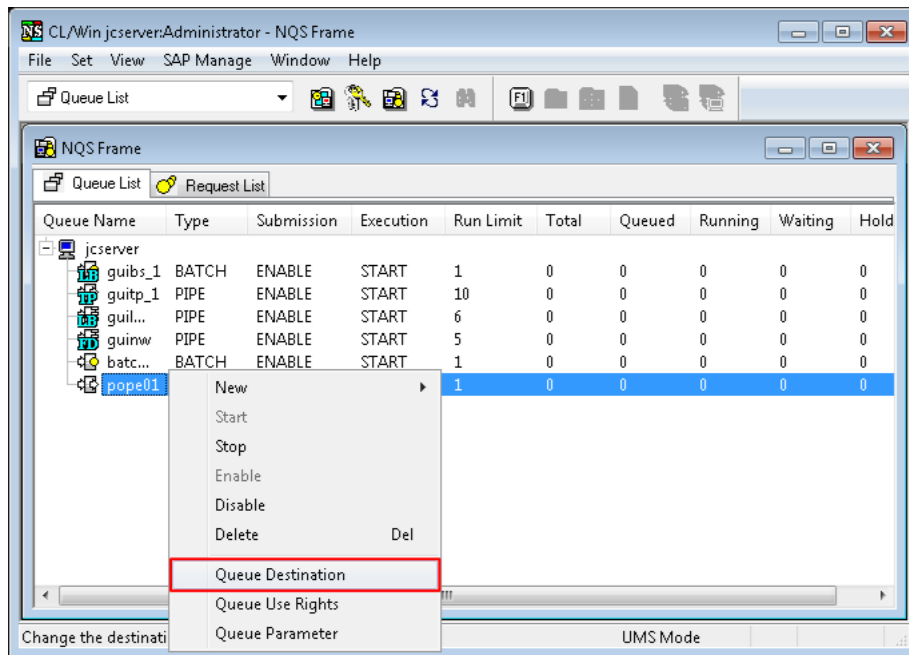 CL/Win jcserver:Administrator - NQS Frame
File Set View SAP Manage Window Help
Queue List
F1
NQS Frame
Queue List Request List
Queue Name Type Submission Execution Run Limit Total Queued Running Waiting Hold
jcserver
guibs_1 BATCH ENABLE START 1 0 0 0 0 0
guitp_1 PIPE ENABLE START 10 0 0 0 0 0
guil... PIPE ENABLE START 6 0 0 0 0 0
guinw PIPE ENABLE START 5 0 0 0 0 0
batc... BATCH ENABLE START 1 0 0 0 0 0
pope01 1 0 0 0 0 0
New
Start
Stop
Enable
Disable
Delete Del
Queue Destination
Queue Use Rights
Queue Parameter
Change the destinati UMS Mode